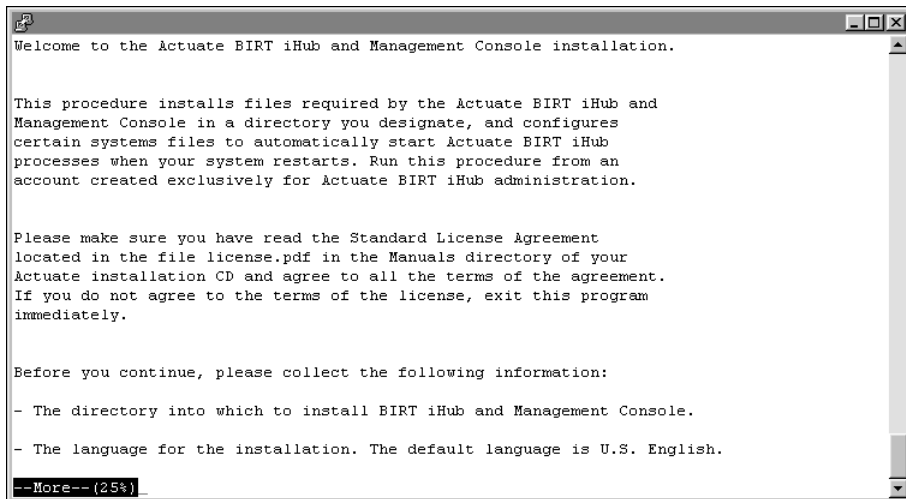 Welcome to the Actuate BIRT iHub and Management Console installation.
This procedure installs files required by the Actuate BIRT iHub and
Management Console in a directory you designate, and configures
certain systems files to automatically start Actuate BIRT iHub
processes when your system restarts. Run this procedure from an
account created exclusively for Actuate BIRT iHub administration.
Please make sure you have read the Standard License Agreement
located in the file license.pdf in the Manuals directory of your
Actuate installation CD and agree to all the terms of the agreement.
If you do not agree to the terms of the license, exit this program
immediately.
Before you continue, please collect the following information:
- The directory into which to install BIRT iHub and Management Console.
- The language for the installation. The default language is U.S. English.
--More--(25%)